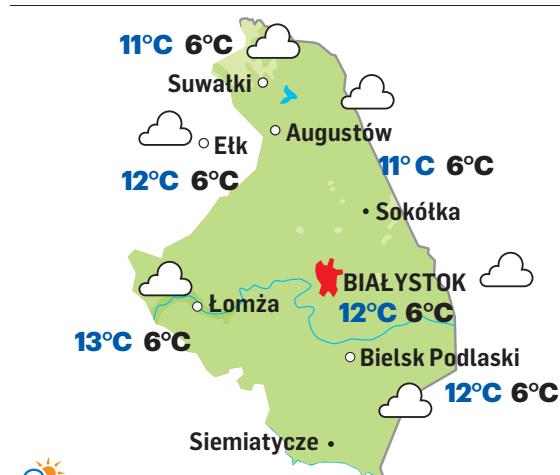 11°C 6°C
Suwałki
Augustów
Ełk
12°C 6°C
11°C 6°C
Sokółka
BIAŁYSTOK
12°C 6°C
Łomża
13°C 6°C
Bielsk Podlaski
12°C 6°C
Siemiatycze